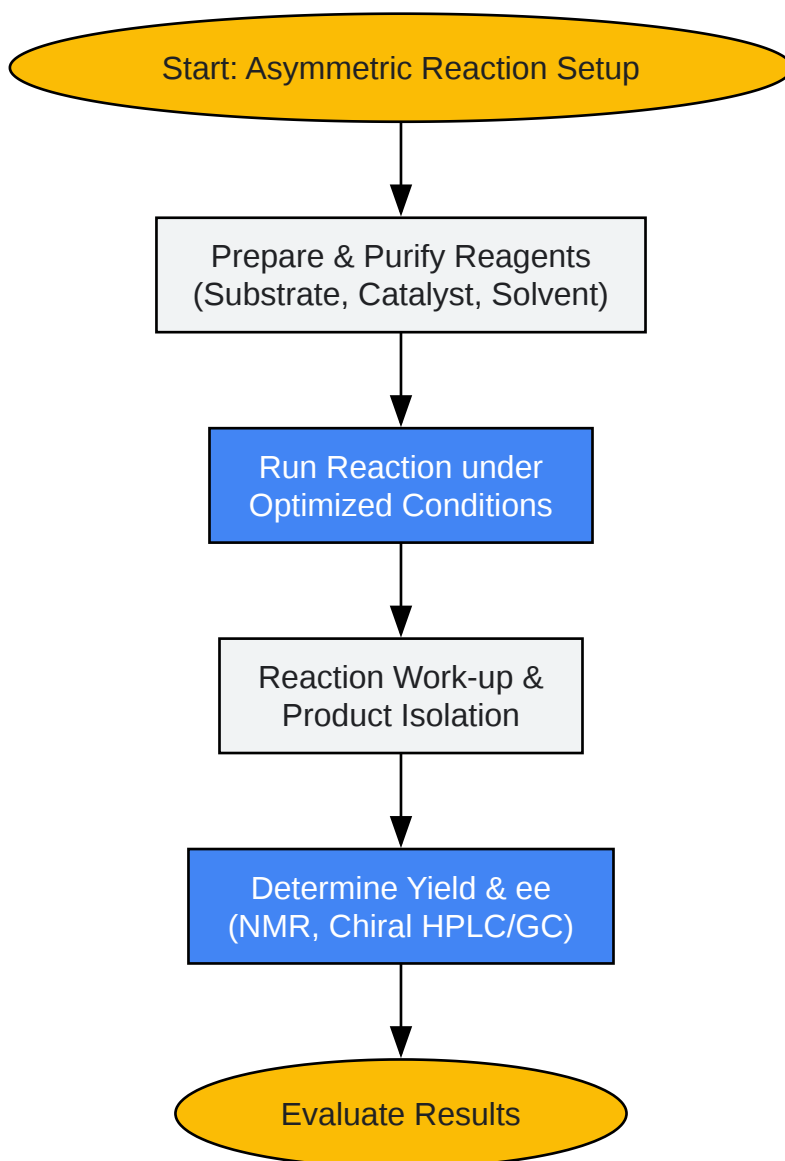 Start: Asymmetric Reaction Setup
Prepare & Purify Reagents
(Substrate, Catalyst, Solvent)
Run Reaction under
Optimized Conditions
Reaction Work-up &
Product Isolation
Determine Yield & ee
(NMR, Chiral HPLC/GC)
Evaluate Results